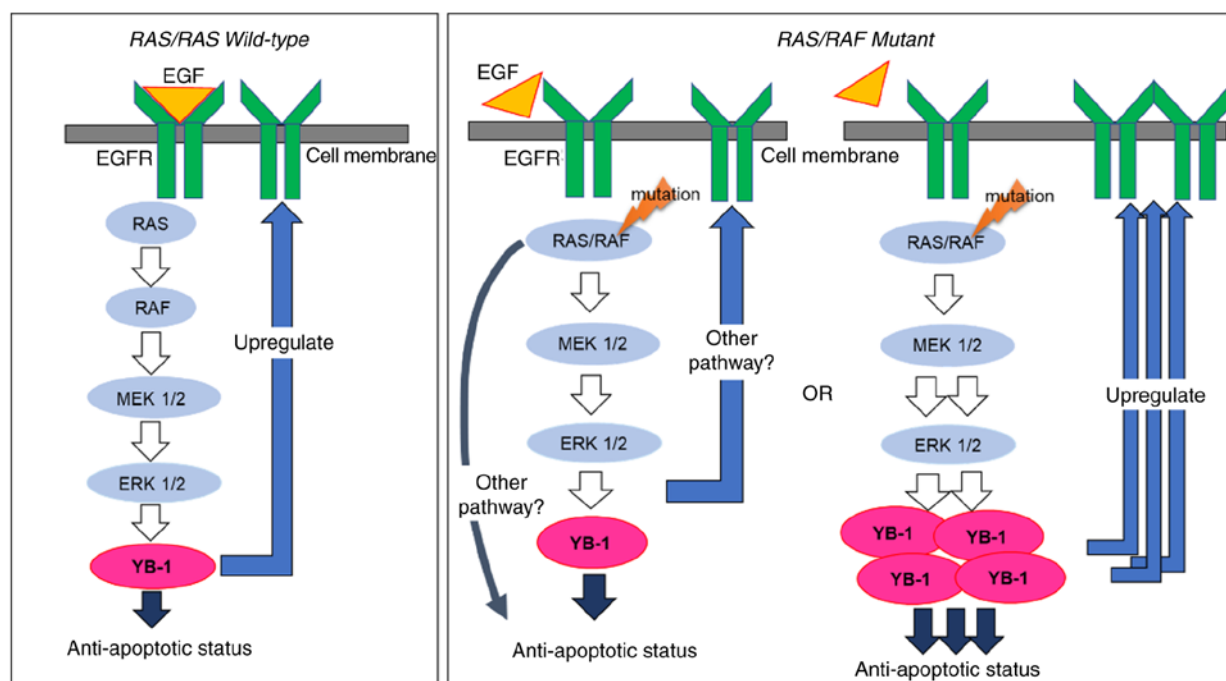 RAS/RAS Wild-type
EGF
EGFR
Cell membrane
RAS
RAF
Upregulate
MEK 1/2
ERK 1/2
YB-1
Anti-apoptotic status
RAS/RAF Mutant
EGF
EGFR:
Cell membrane
mutation
RAS/RAF
MEK 1/2
Other
pathway?
ERK 1/2
Other
pathway?
YB-1
Anti-apoptotic status
OR
mutation
RAS/RAF
MEK 1/2
Upregulate
ERK 1/2
YB-1
YB-1
YB-1
YB-1
Anti-apoptotic status